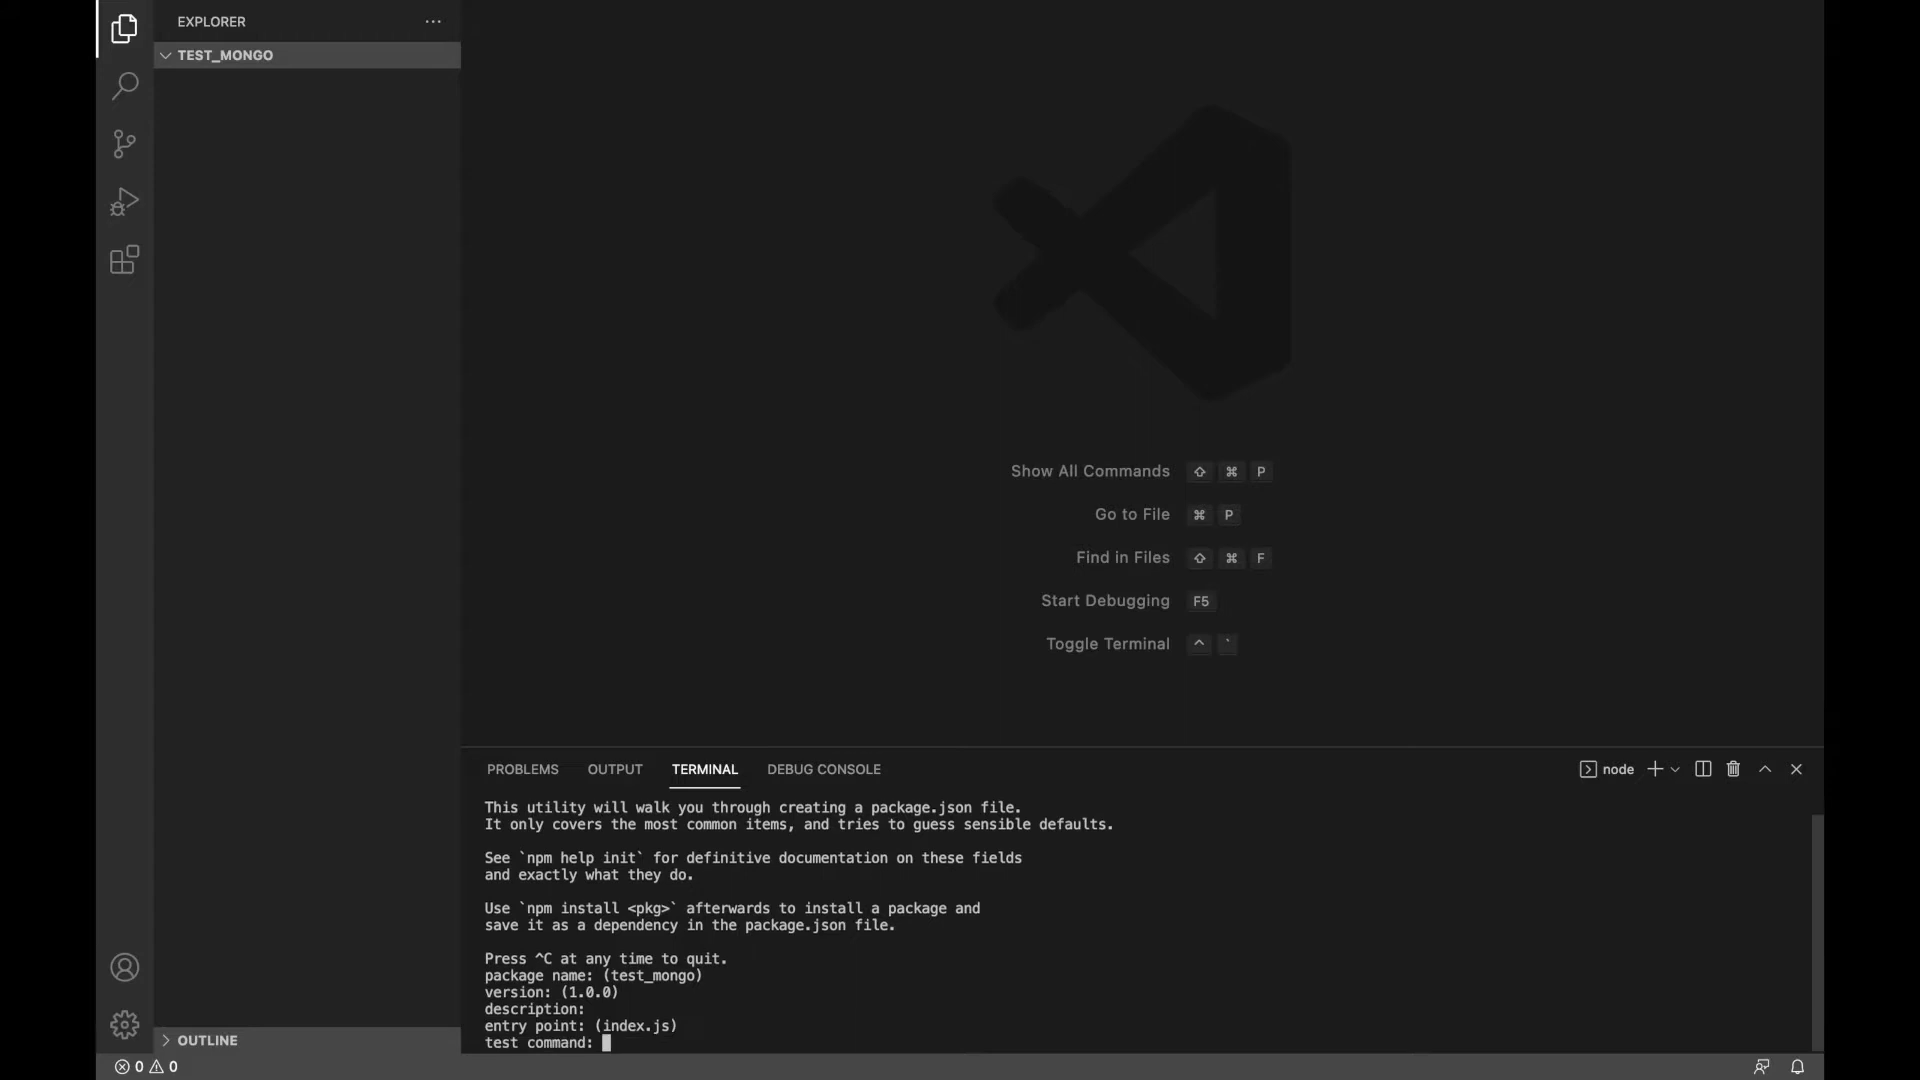 EXPLORER
TEST_MONGO
Show All Commands ⇧ ⌘ P
Go to File ⌘ P
Find in Files ⇧ ⌘ F
Start Debugging F5
Toggle Terminal ^ `
PROBLEMS OUTPUT TERMINAL DEBUG CONSOLE node
This utility will walk you through creating a package.json file.
It only covers the most common items, and tries to guess sensible defaults.
See `npm help init` for definitive documentation on these fields
and exactly what they do.
Use `npm install <pkg>` afterwards to install a package and
save it as a dependency in the package.json file.
Press ^C at any time to quit.
package name: (test_mongo)
version: (1.0.0)
description:
entry point: (index.js)
test command:
OUTLINE
0 0